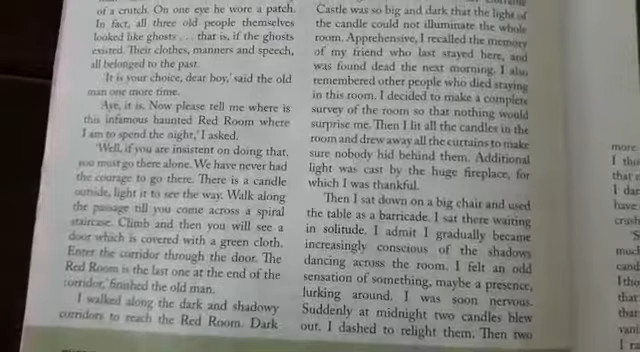 of a crutch. On one eye he wore a patch.
In fact, all three old people themselves
looked like ghosts . . . that is, if the ghosts
existed. Their clothes, manners and speech,
all belonged to the past.
'It is your choice, dear boy,' said the old
man one more time.
Aye, it is. Now please tell me where is
this infamous haunted Red Room where
I am to spend the night,' I asked.
'Well, if you are insistent on doing that,
you must go there alone. We have never had
the courage to go there. There is a candle
outside, light it to see the way. Walk along
the passage till you come across a spiral
staircase. Climb and then you will see a
door which is covered with a green cloth.
Enter the corridor through the door. The
Red Room is the last one at the end of the
corridor,' finished the old man.
I walked along the dark and shadowy
corridors to reach the Red Room. Dark
Castle was so big and dark that the light of
the candle could not illuminate the whole
room. Apprehensive, I recalled the memory
of my friend who last stayed here, and
was found dead the next morning. I also
remembered other people who died staying
in this room. I decided to make a complete
survey of the room so that nothing would
surprise me. Then I lit all the candles in the
room and drew away all the curtains to make
sure nobody hid behind them. Additional
light was cast by the huge fireplace, for
which I was thankful.
Then I sat down on a big chair and used
the table as a barricade. I sat there waiting
in solitude. I admit I gradually became
increasingly conscious of the shadows
dancing across the room. I felt an odd
sensation of something, maybe a presence,
lurking around. I was soon nervous.
Suddenly at midnight two candles blew
out. I dashed to relight them. Then two
more
that
I dar
have
crush
much
cand
I tho
that
that